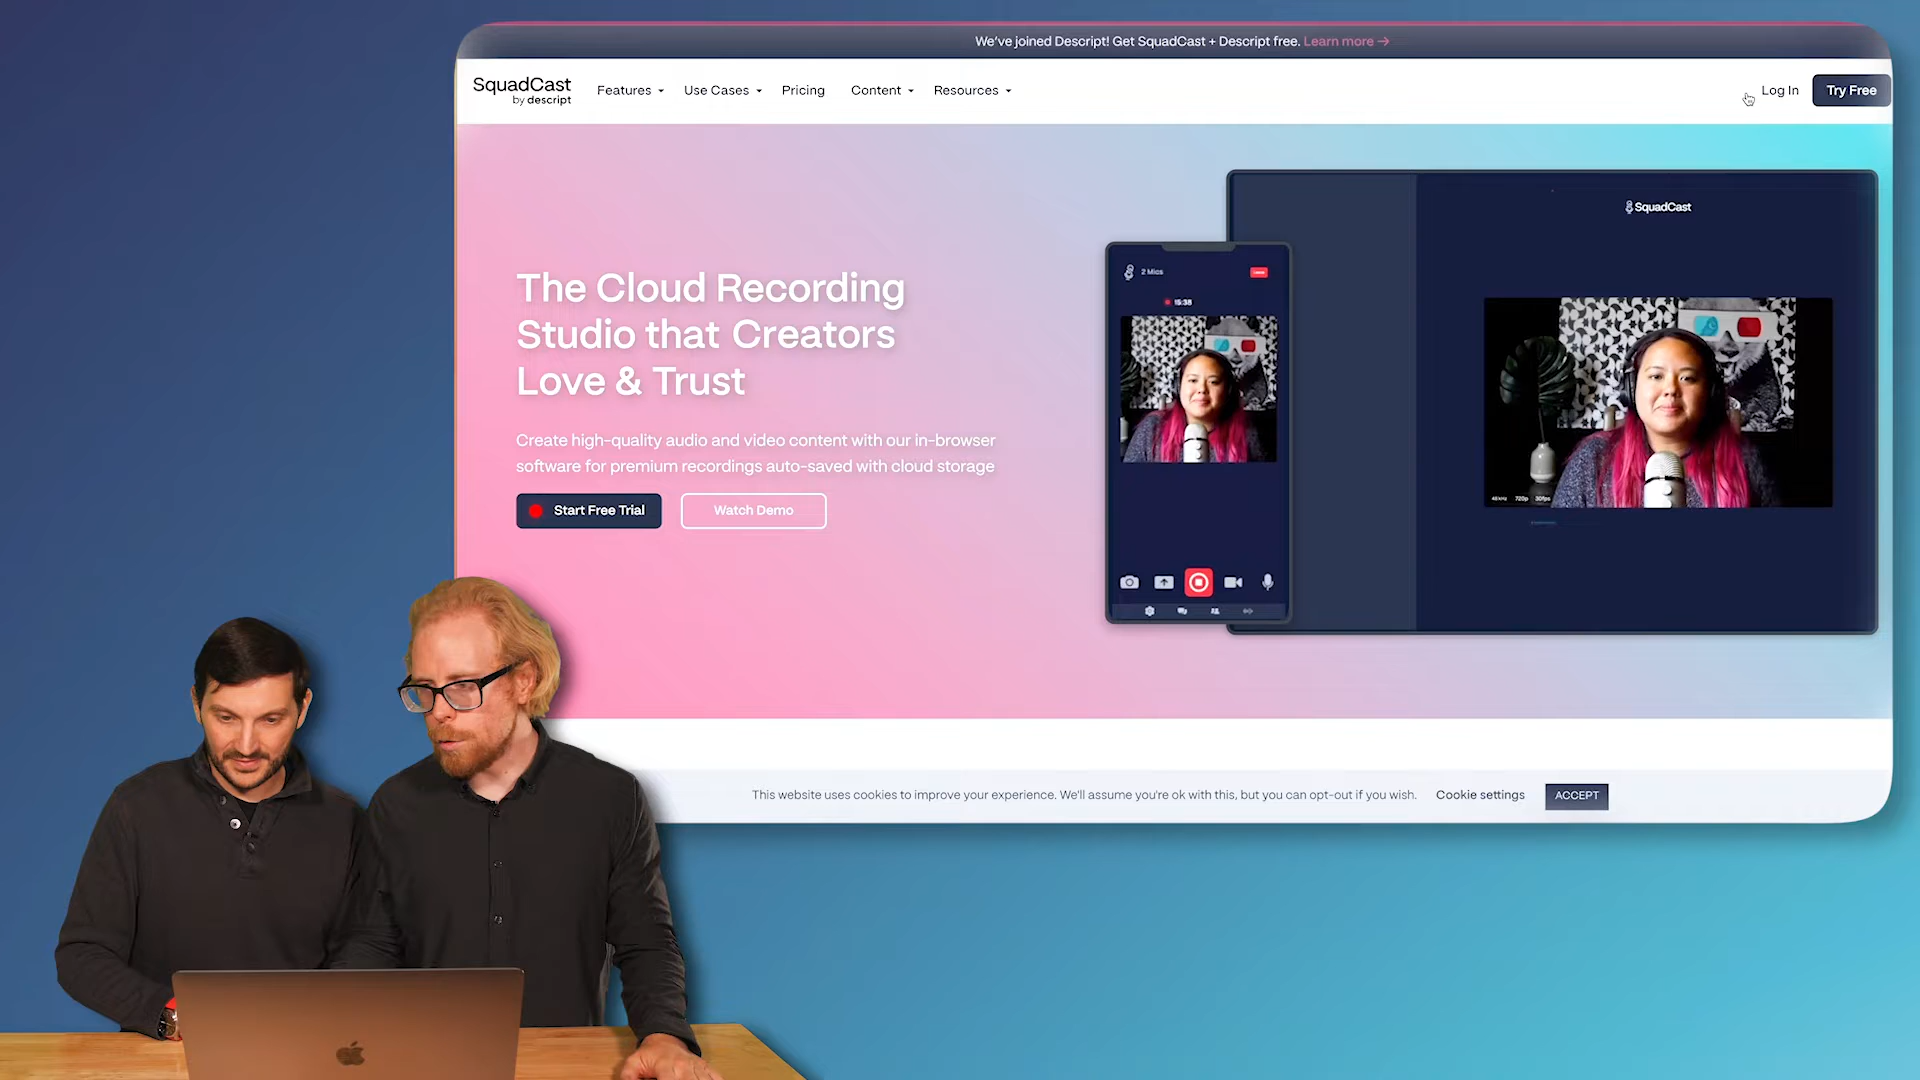 We've joined Descript! Get SquadCast + Descript free. Learn more →
SquadCast
by descript
Features
Use Cases
Pricing
Content
Resources
Log In
Try Free
The Cloud Recording
Studio that Creators
Love & Trust
Create high-quality audio and video content with our in-browser
software for premium recordings auto-saved with cloud storage
Start Free Trial
Watch Demo
2 Mics
15:38
SquadCast
48 kHz 720p 30fps
This website uses cookies to improve your experience. We'll assume you're ok with this, but you can opt-out if you wish.
Cookie settings
ACCEPT